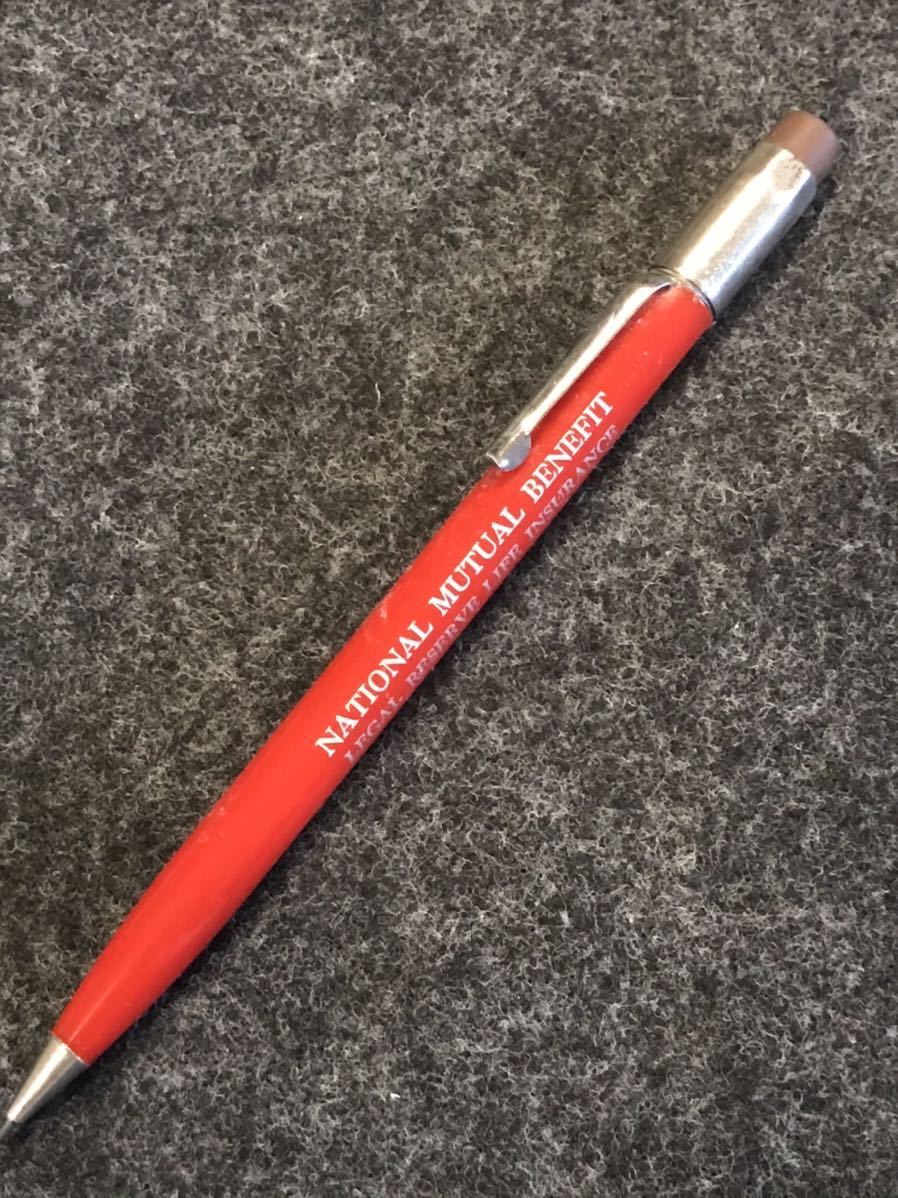 NATIONAL MUTUAL BENEFIT
LEGAL RESERVE LIFE INSURANCE